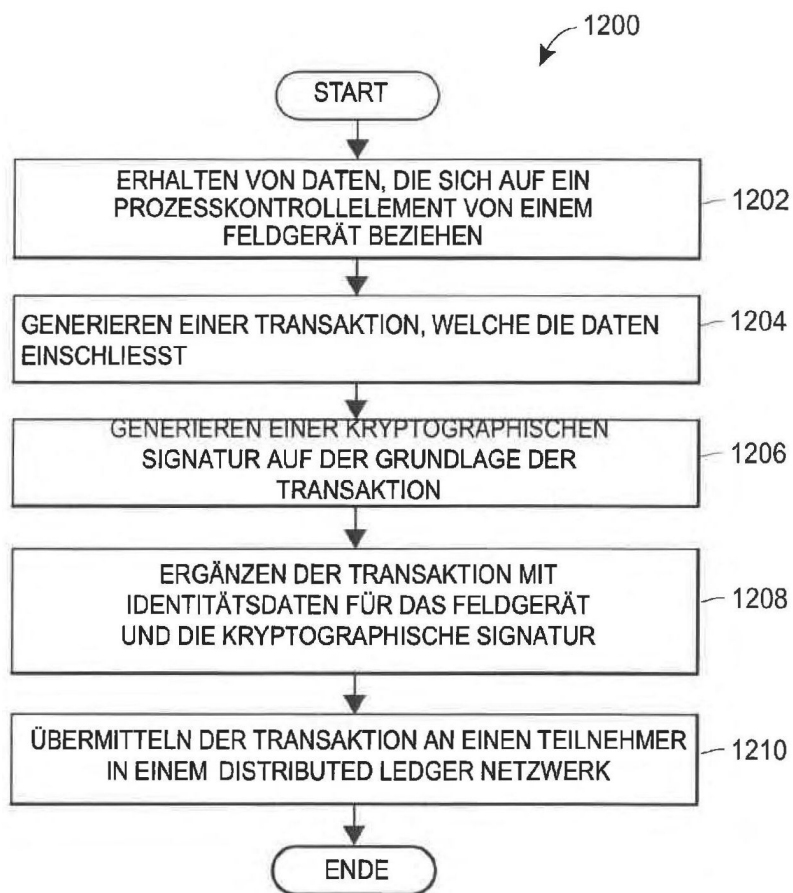 1200
START
ERHALTEN VON DATEN, DIE SICH AUF EIN
PROZESSKONTROLLELEMENT VON EINEM
FELDGERÄT BEZIEHEN
1202
GENERIEREN EINER TRANSAKTION, WELCHE DIE DATEN
EINSCHLIESST
1204
GENERIEREN EINER KRYPTOGRAPHISCHEN
SIGNATUR AUF DER GRUNDLAGE DER
TRANSAKTION
1206
ERGÄNZEN DER TRANSAKTION MIT
IDENTITÄTSDATEN FÜR DAS FELDGERÄT
UND DIE KRYPTOGRAPHISCHE SIGNATUR
1208
ÜBERMITTELN DER TRANSAKTION AN EINEN TEILNEHMER
IN EINEM DISTRIBUTED LEDGER NETZWERK
1210
ENDE